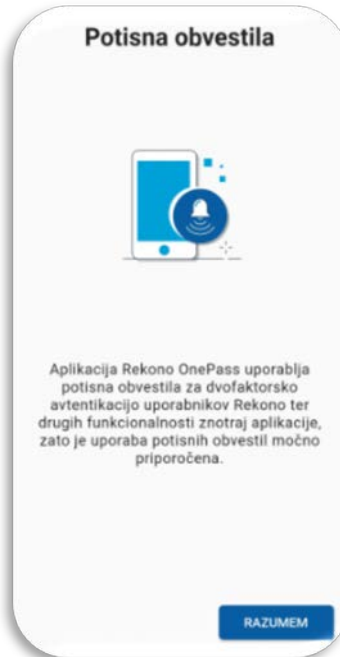 Potisna obvestila
Aplikacija Rekono OnePass uporablja
potisna obvestila za dvofaktorsko
avtentikacijo uporabnikov Rekono ter
drugih funkcionalnosti znotraj aplikacije,
zato je uporaba potisnih obvestil močno
priporočena.
RAZUMEM